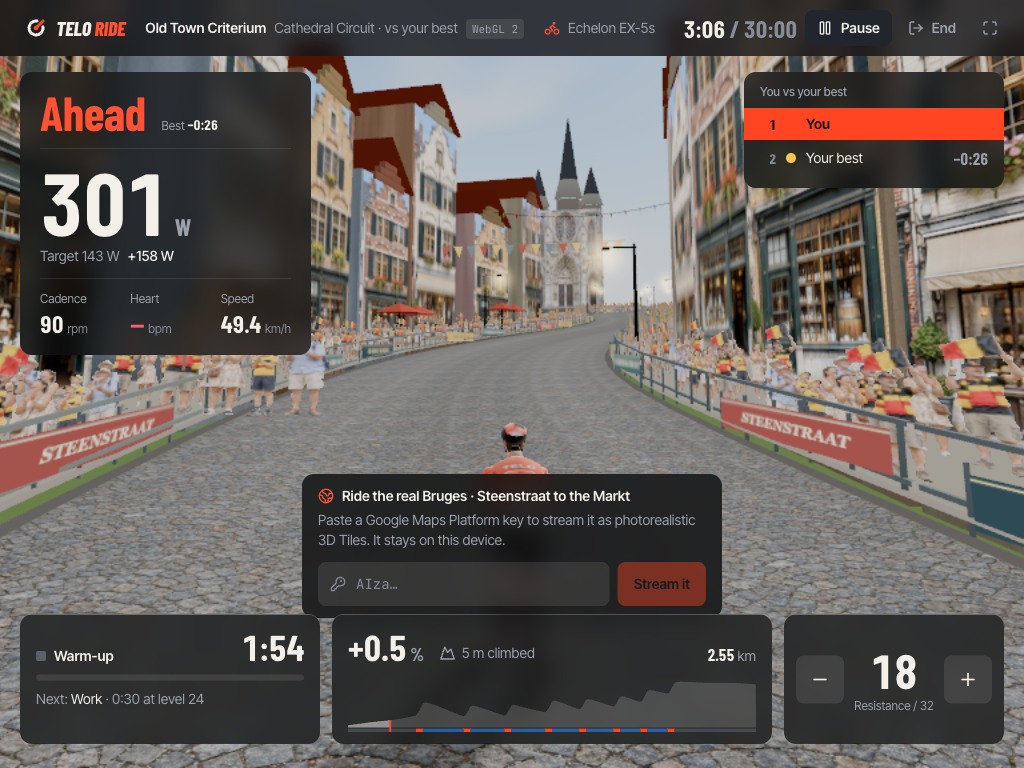 TELO RIDE
Old Town Criterium Cathedral Circuit · vs your best WebGL 2
Echelon EX-5s
3:06 / 30:00
Pause
End
Ahead Best −0:26
301 W
Target 143 W +158 W
Cadence Heart Speed
90 rpm — bpm 49.4 km/h
You vs your best
1 You
2 Your best −0:26
STEENSTRAAT
STEENSTRAAT
Ride the real Bruges · Steenstraat to the Markt
Paste a Google Maps Platform key to stream it as photorealistic
3D Tiles. It stays on this device.
AIza…
Stream it
Warm-up 1:54
Next: Work · 0:30 at level 24
+0.5 % 5 m climbed 2.55 km
− 18 +
Resistance / 32